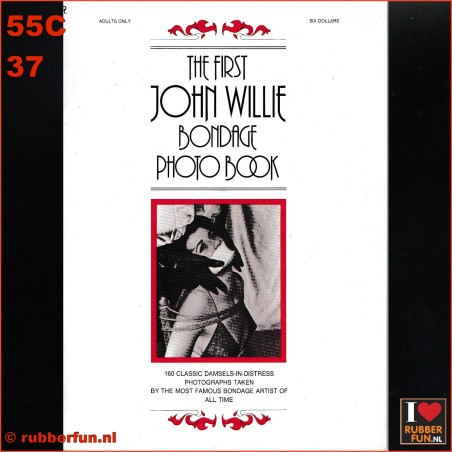 55C
37
ADULTS ONLY
SIX DOLLARS
THE FIRST
JOHN WILLIE
BONDAGE
PHOTO BOOK
160 CLASSIC DAMSELS-IN-DISTRESS
PHOTOGRAPHS TAKEN
BY THE MOST FAMOUS BONDAGE ARTIST OF
ALL TIME
© rubberfun.nl
I
RUBBER
FUN.NL